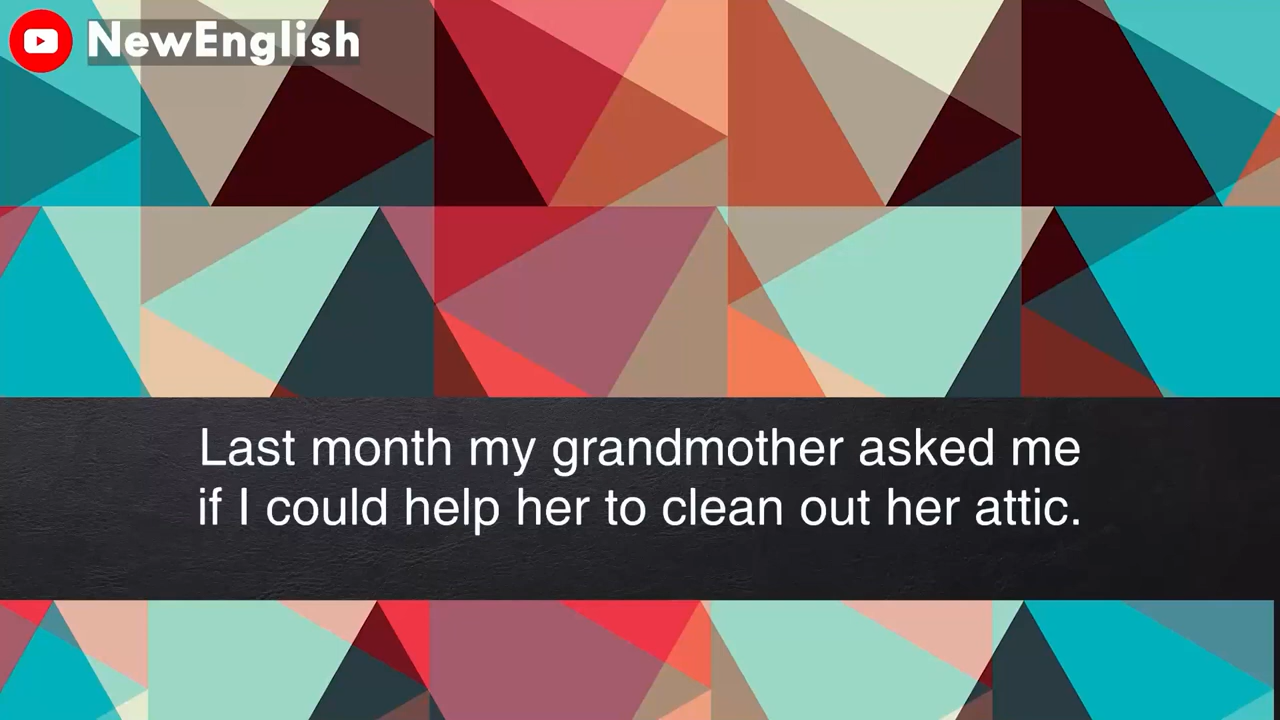 NewEnglish
Last month my grandmother asked me
if I could help her to clean out her attic.